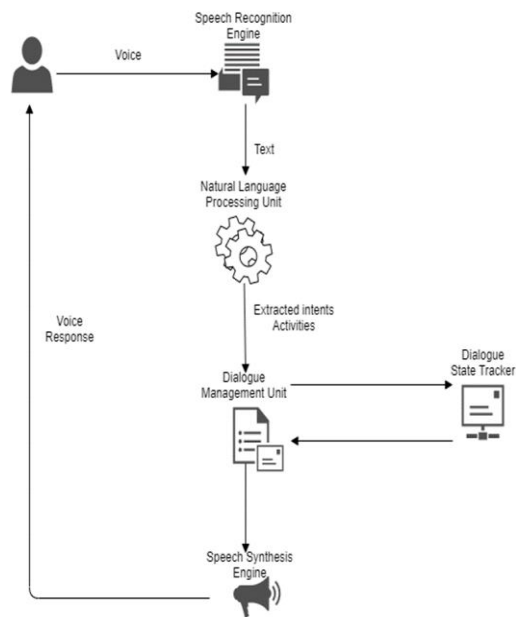 Speech Recognition
Engine
Voice
Text
Natural Language
Processing Unit
Extracted intents
Activities
Voice
Response
Dialogue
State Tracker
Dialogue
Management Unit
Speech Synthesis
Engine